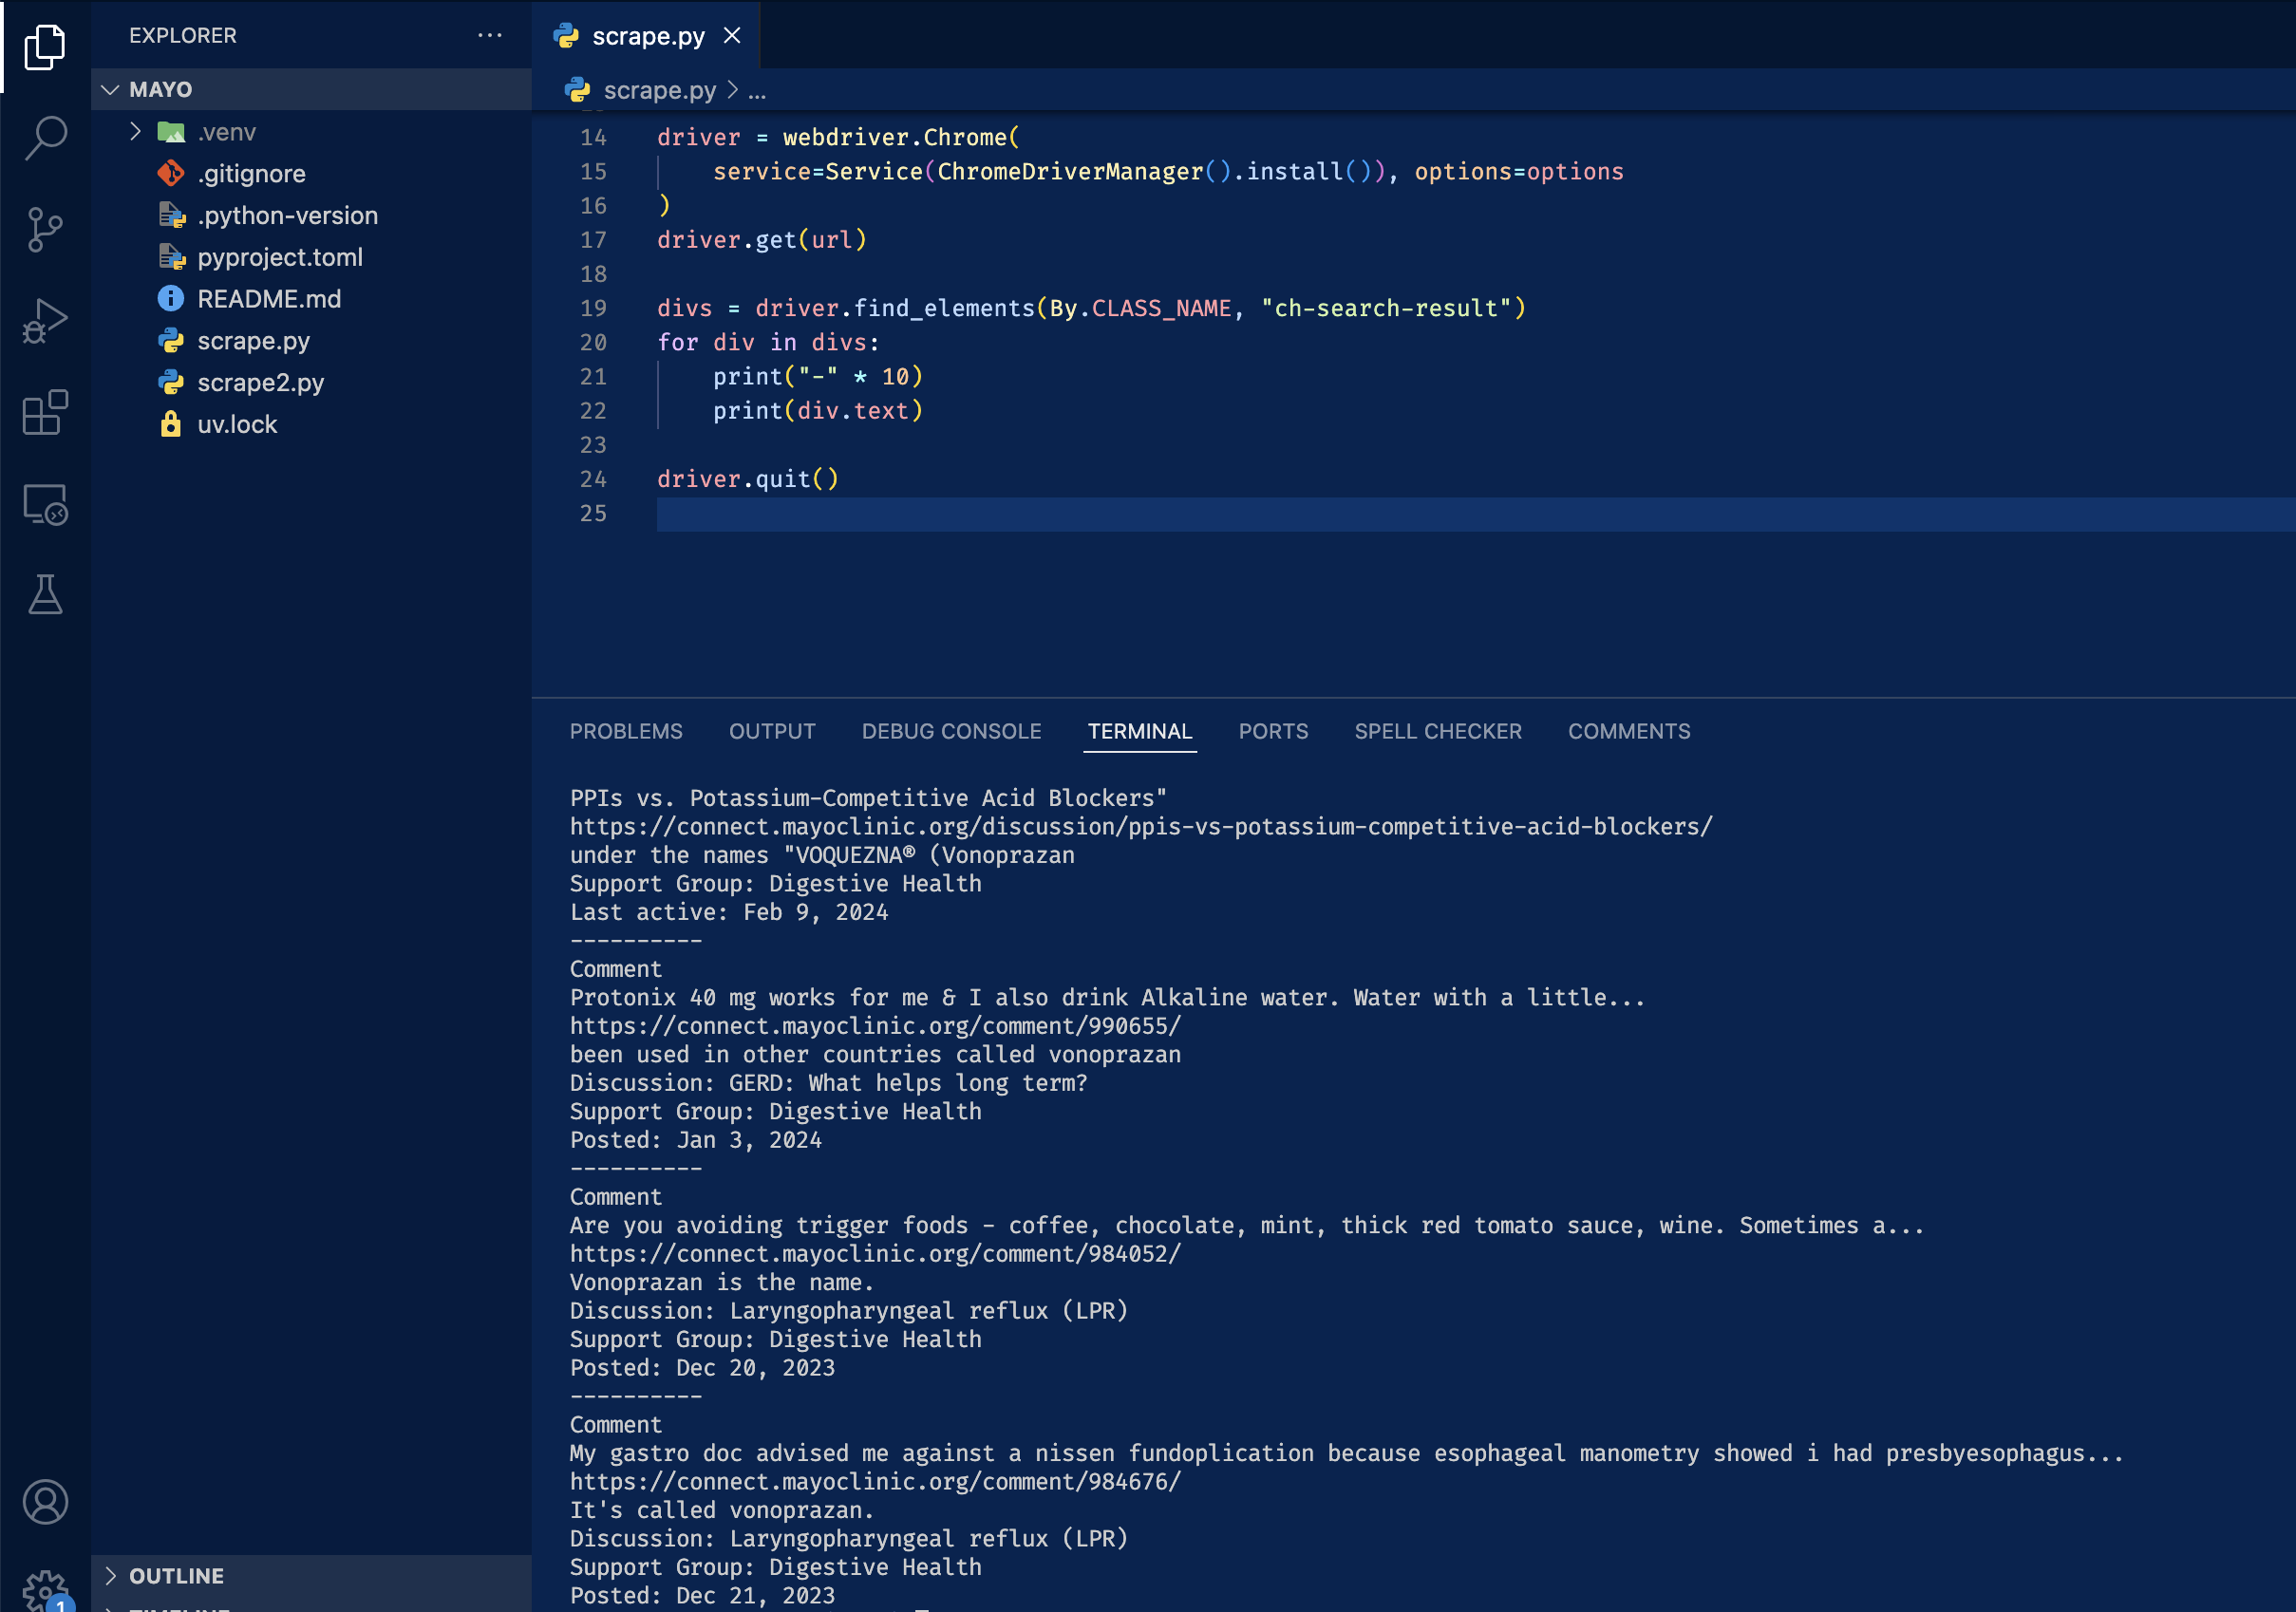 EXPLORER
MAYO
.venv
.gitignore
.python-version
pyproject.toml
README.md
scrape.py
scrape2.py
uv.lock
OUTLINE
1
scrape.py
scrape.py > ...
14 driver = webdriver.Chrome(
15 service=Service(ChromeDriverManager().install()), options=options
16 )
17 driver.get(url)
18
19 divs = driver.find_elements(By.CLASS_NAME, "ch-search-result")
20 for div in divs:
21 print("-" * 10)
22 print(div.text)
23
24 driver.quit()
25
PROBLEMS OUTPUT DEBUG CONSOLE TERMINAL PORTS SPELL CHECKER COMMENTS
PPIs vs. Potassium-Competitive Acid Blockers"
https://connect.mayoclinic.org/discussion/ppis-vs-potassium-competitive-acid-blockers/
under the names "VOQUEZNA® (Vonoprazan
Support Group: Digestive Health
Last active: Feb 9, 2024
----------
Comment
Protonix 40 mg works for me & I also drink Alkaline water. Water with a little...
https://connect.mayoclinic.org/comment/990655/
been used in other countries called vonoprazan
Discussion: GERD: What helps long term?
Support Group: Digestive Health
Posted: Jan 3, 2024
----------
Comment
Are you avoiding trigger foods - coffee, chocolate, mint, thick red tomato sauce, wine. Sometimes a...
https://connect.mayoclinic.org/comment/984052/
Vonoprazan is the name.
Discussion: Laryngopharyngeal reflux (LPR)
Support Group: Digestive Health
Posted: Dec 20, 2023
----------
Comment
My gastro doc advised me against a nissen fundoplication because esophageal manometry showed i had presbyesophagus...
https://connect.mayoclinic.org/comment/984676/
It's called vonoprazan.
Discussion: Laryngopharyngeal reflux (LPR)
Support Group: Digestive Health
Posted: Dec 21, 2023